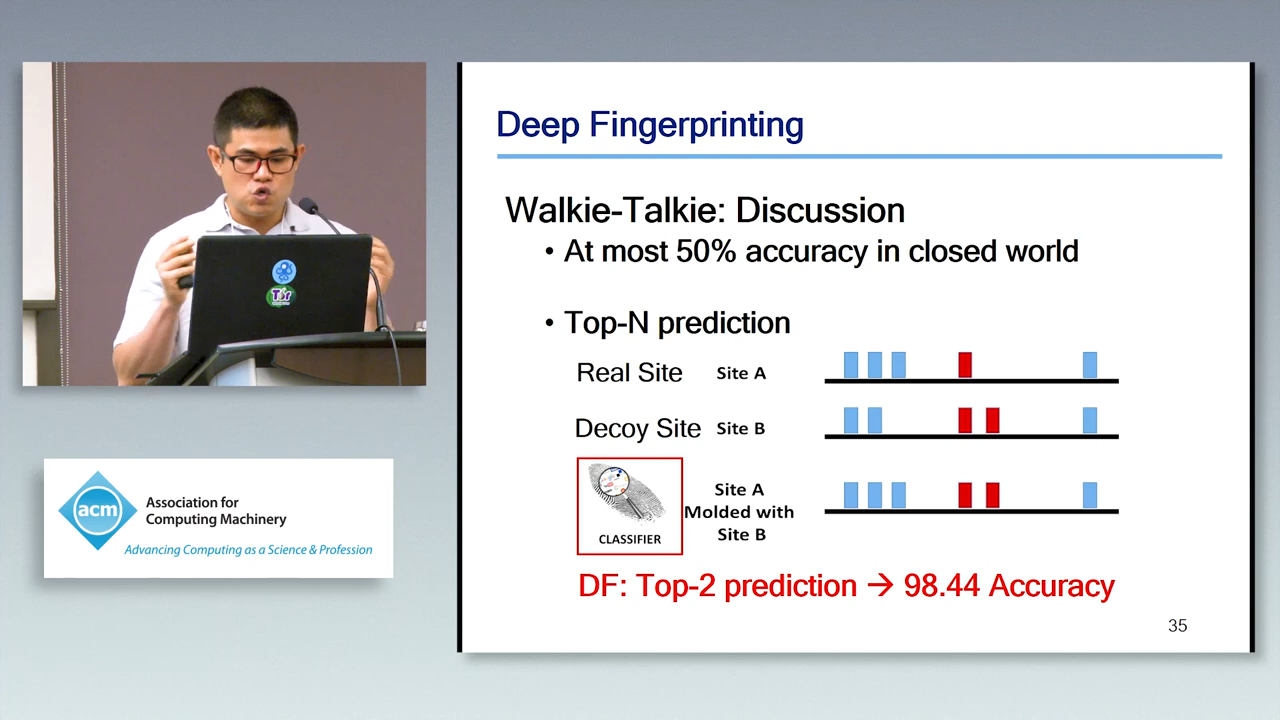 Deep Fingerprinting
Walkie-Talkie: Discussion
• At most 50% accuracy in closed world
• Top-N prediction
Real Site Site A
Decoy Site Site B
CLASSIFIER
Site A
Molded with
Site B
DF: Top-2 prediction → 98.44 Accuracy
35
Tor
acm
Association for
Computing Machinery
Advancing Computing as a Science & Profession